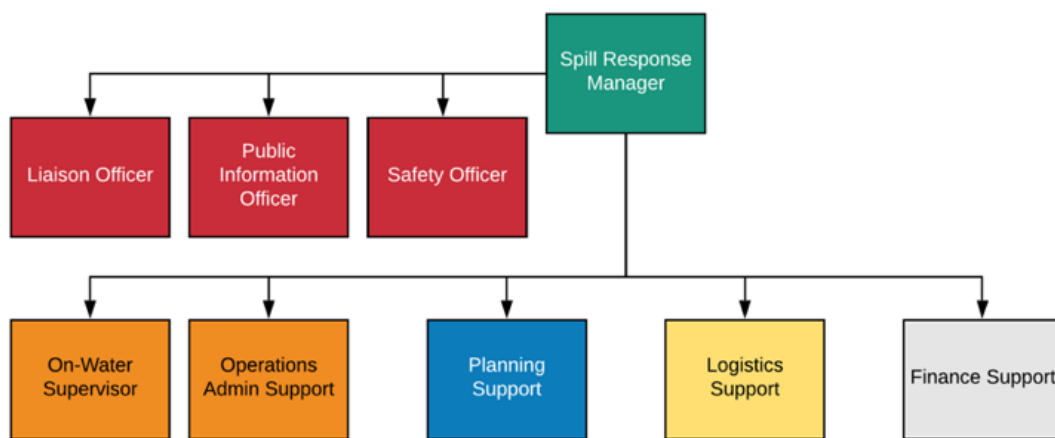 Spill Response
Manager
Liaison Officer
Public
Information
Officer
Safety Officer
On-Water
Supervisor
Operations
Admin Support
Planning
Support
Logistics
Support
Finance Support